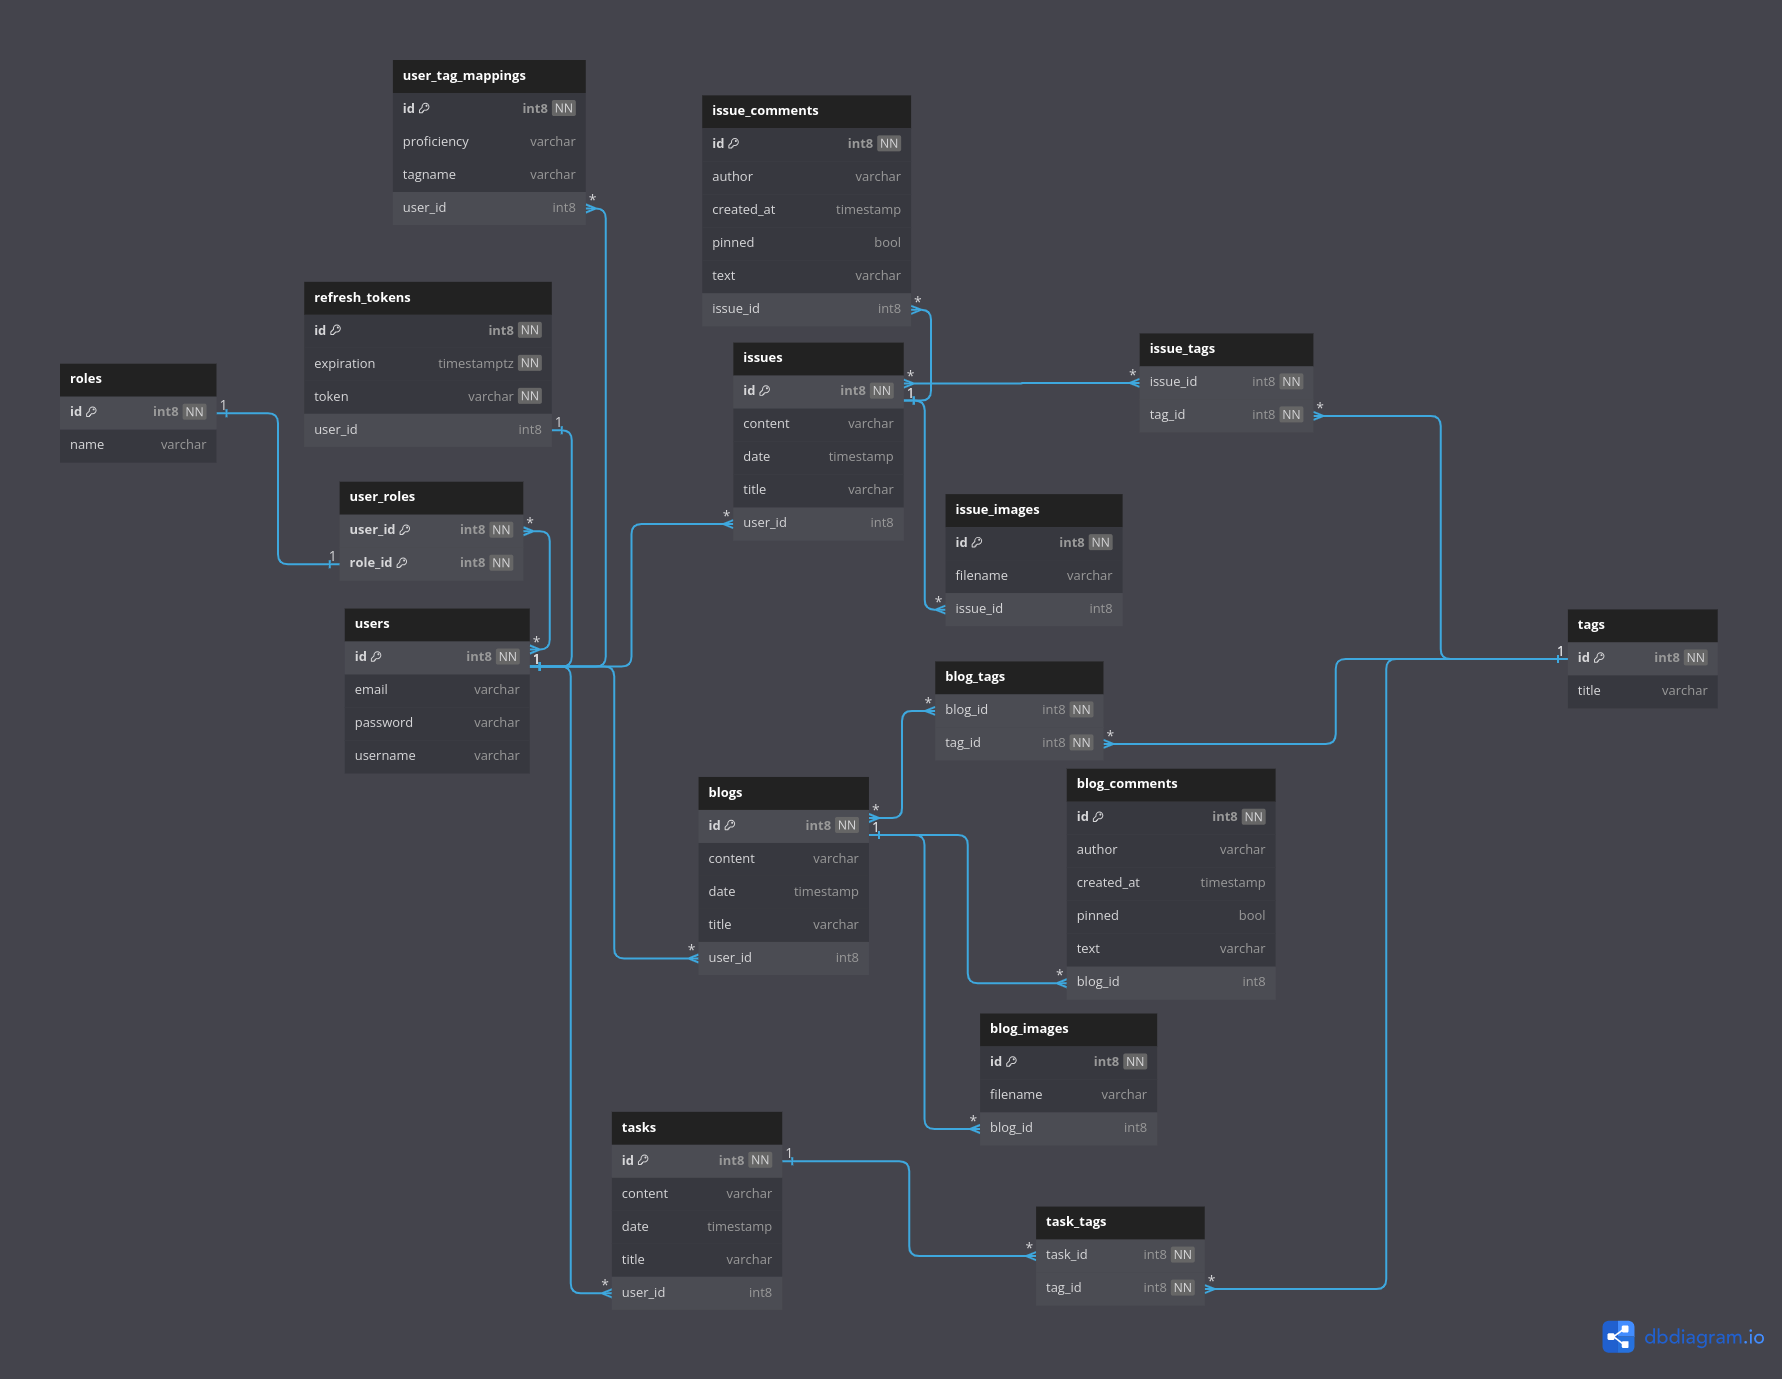 user_tag_mappings
id int8 NN
proficiency varchar
tagname varchar
user_id int8
*
issue_comments
id int8 NN
author varchar
created_at timestamp
pinned bool
text varchar
issue_id int8
*
refresh_tokens
id int8 NN
expiration timestamptz NN
token varchar NN
user_id int8
1
roles
id int8 NN
name varchar
1
issues
id int8 NN
content varchar
date timestamp
title varchar
user_id int8
*
1
*
issue_tags
issue_id int8 NN
tag_id int8 NN
*
*
user_roles
user_id int8 NN
role_id int8 NN
*
1
issue_images
id int8 NN
filename varchar
issue_id int8
*
users
id int8 NN
email varchar
password varchar
username varchar
*
1
tags
id int8 NN
title varchar
1
blog_tags
blog_id int8 NN
tag_id int8 NN
*
*
blogs
id int8 NN
content varchar
date timestamp
title varchar
user_id int8
*
1
*
blog_comments
id int8 NN
author varchar
created_at timestamp
pinned bool
text varchar
blog_id int8
*
blog_images
id int8 NN
filename varchar
blog_id int8
*
tasks
id int8 NN
content varchar
date timestamp
title varchar
user_id int8
1
*
task_tags
task_id int8 NN
tag_id int8 NN
*
*
dbdiagram.io